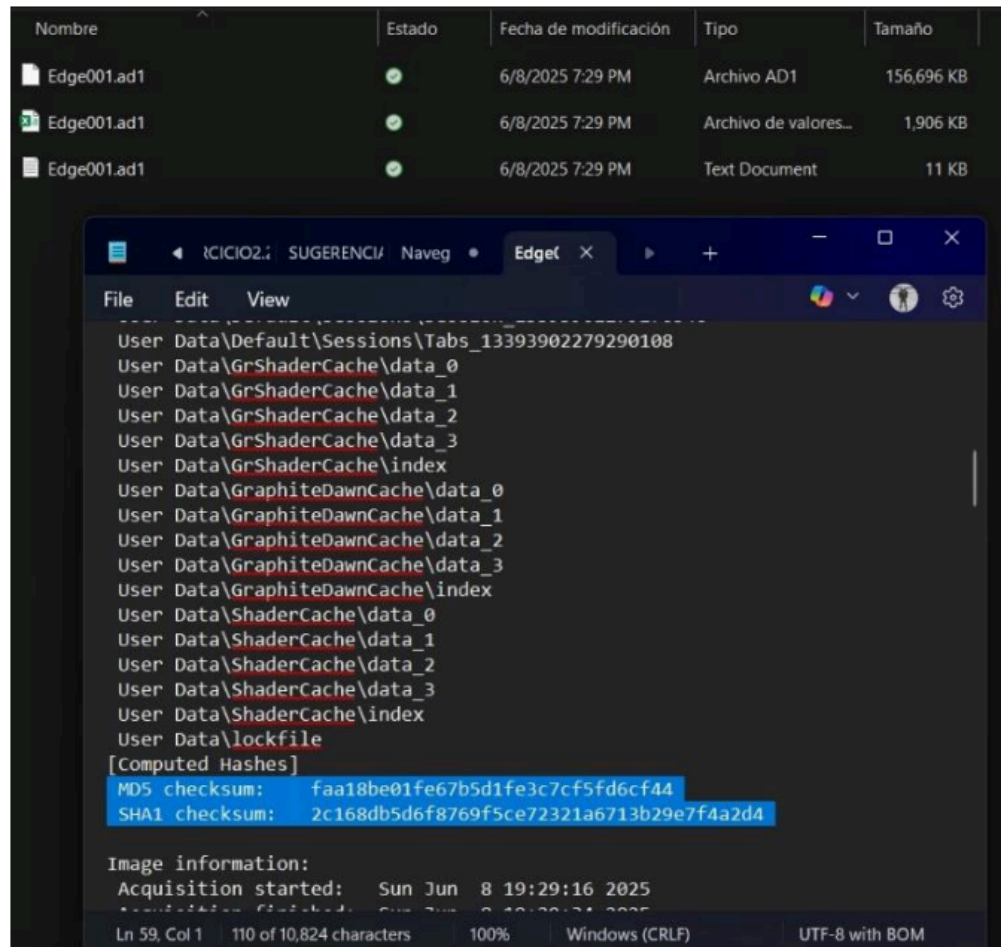 Nombre Estado Fecha de modificación Tipo Tamaño
Edge001.ad1 6/8/2025 7:29 PM Archivo AD1 156,696 KB
Edge001.ad1 6/8/2025 7:29 PM Archivo de valores... 1,906 KB
Edge001.ad1 6/8/2025 7:29 PM Text Document 11 KB
SUGERENCIA Naveg Edge( +
File Edit View
User Data\Default\Sessions\Tabs_13393902279290108
User Data\GrShaderCache\data_0
User Data\GrShaderCache\data_1
User Data\GrShaderCache\data_2
User Data\GrShaderCache\data_3
User Data\GrShaderCache\index
User Data\GraphiteDawnCache\data_0
User Data\GraphiteDawnCache\data_1
User Data\GraphiteDawnCache\data_2
User Data\GraphiteDawnCache\data_3
User Data\GraphiteDawnCache\index
User Data\ShaderCache\data_0
User Data\ShaderCache\data_1
User Data\ShaderCache\data_2
User Data\ShaderCache\data_3
User Data\ShaderCache\index
User Data\lockfile
[Computed Hashes]
MD5 checksum: faa18be01fe67b5d1fe3c7cf5fd6cf44
SHA1 checksum: 2c168db5d6f8769f5ce72321a6713b29e7f4a2d4
Image information:
Acquisition started: Sun Jun 8 19:29:16 2025
Ln 59, Col 1 110 of 10,824 characters 100% Windows (CRLF) UTF-8 with BOM